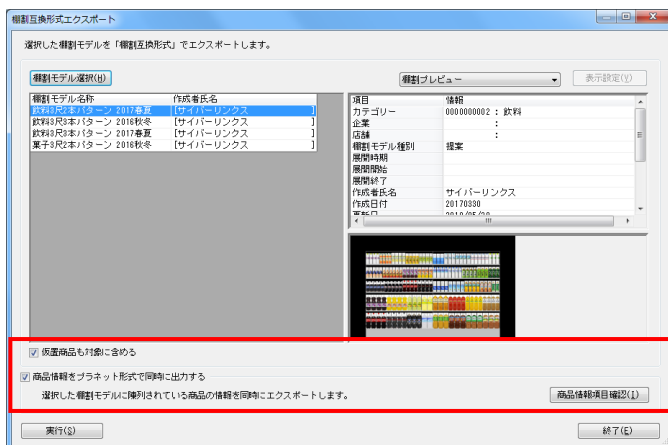 棚割互換形式エクスポート
選択した棚割モデルを「棚割互換形式」でエクスポートします。
棚割モデル選択(H)
棚割プレビュー
表示設定(V)
棚割モデル名称 作成者氏名
飲料3尺2本パターン 2017春夏 [サイバーリンクス ]
飲料3尺3本パターン 2016秋冬 [サイバーリンクス ]
飲料3尺3本パターン 2017春夏 [サイバーリンクス ]
菓子3尺2本パターン 2016秋冬 [サイバーリンクス ]
項目 情報
カテゴリー 0000000002 : 飲料
企業 :
店舗 :
棚割モデル種別 提案
展開時期
展開開始
展開終了
作成者氏名 サイバーリンクス
作成日付 20170330
仮置商品も対象に含める
商品情報をプラネット形式で同時に出力する
選択した棚割モデルに陳列されている商品の情報を同時にエクスポートします。
商品情報項目確認(I)
実行(S)
終了(E)